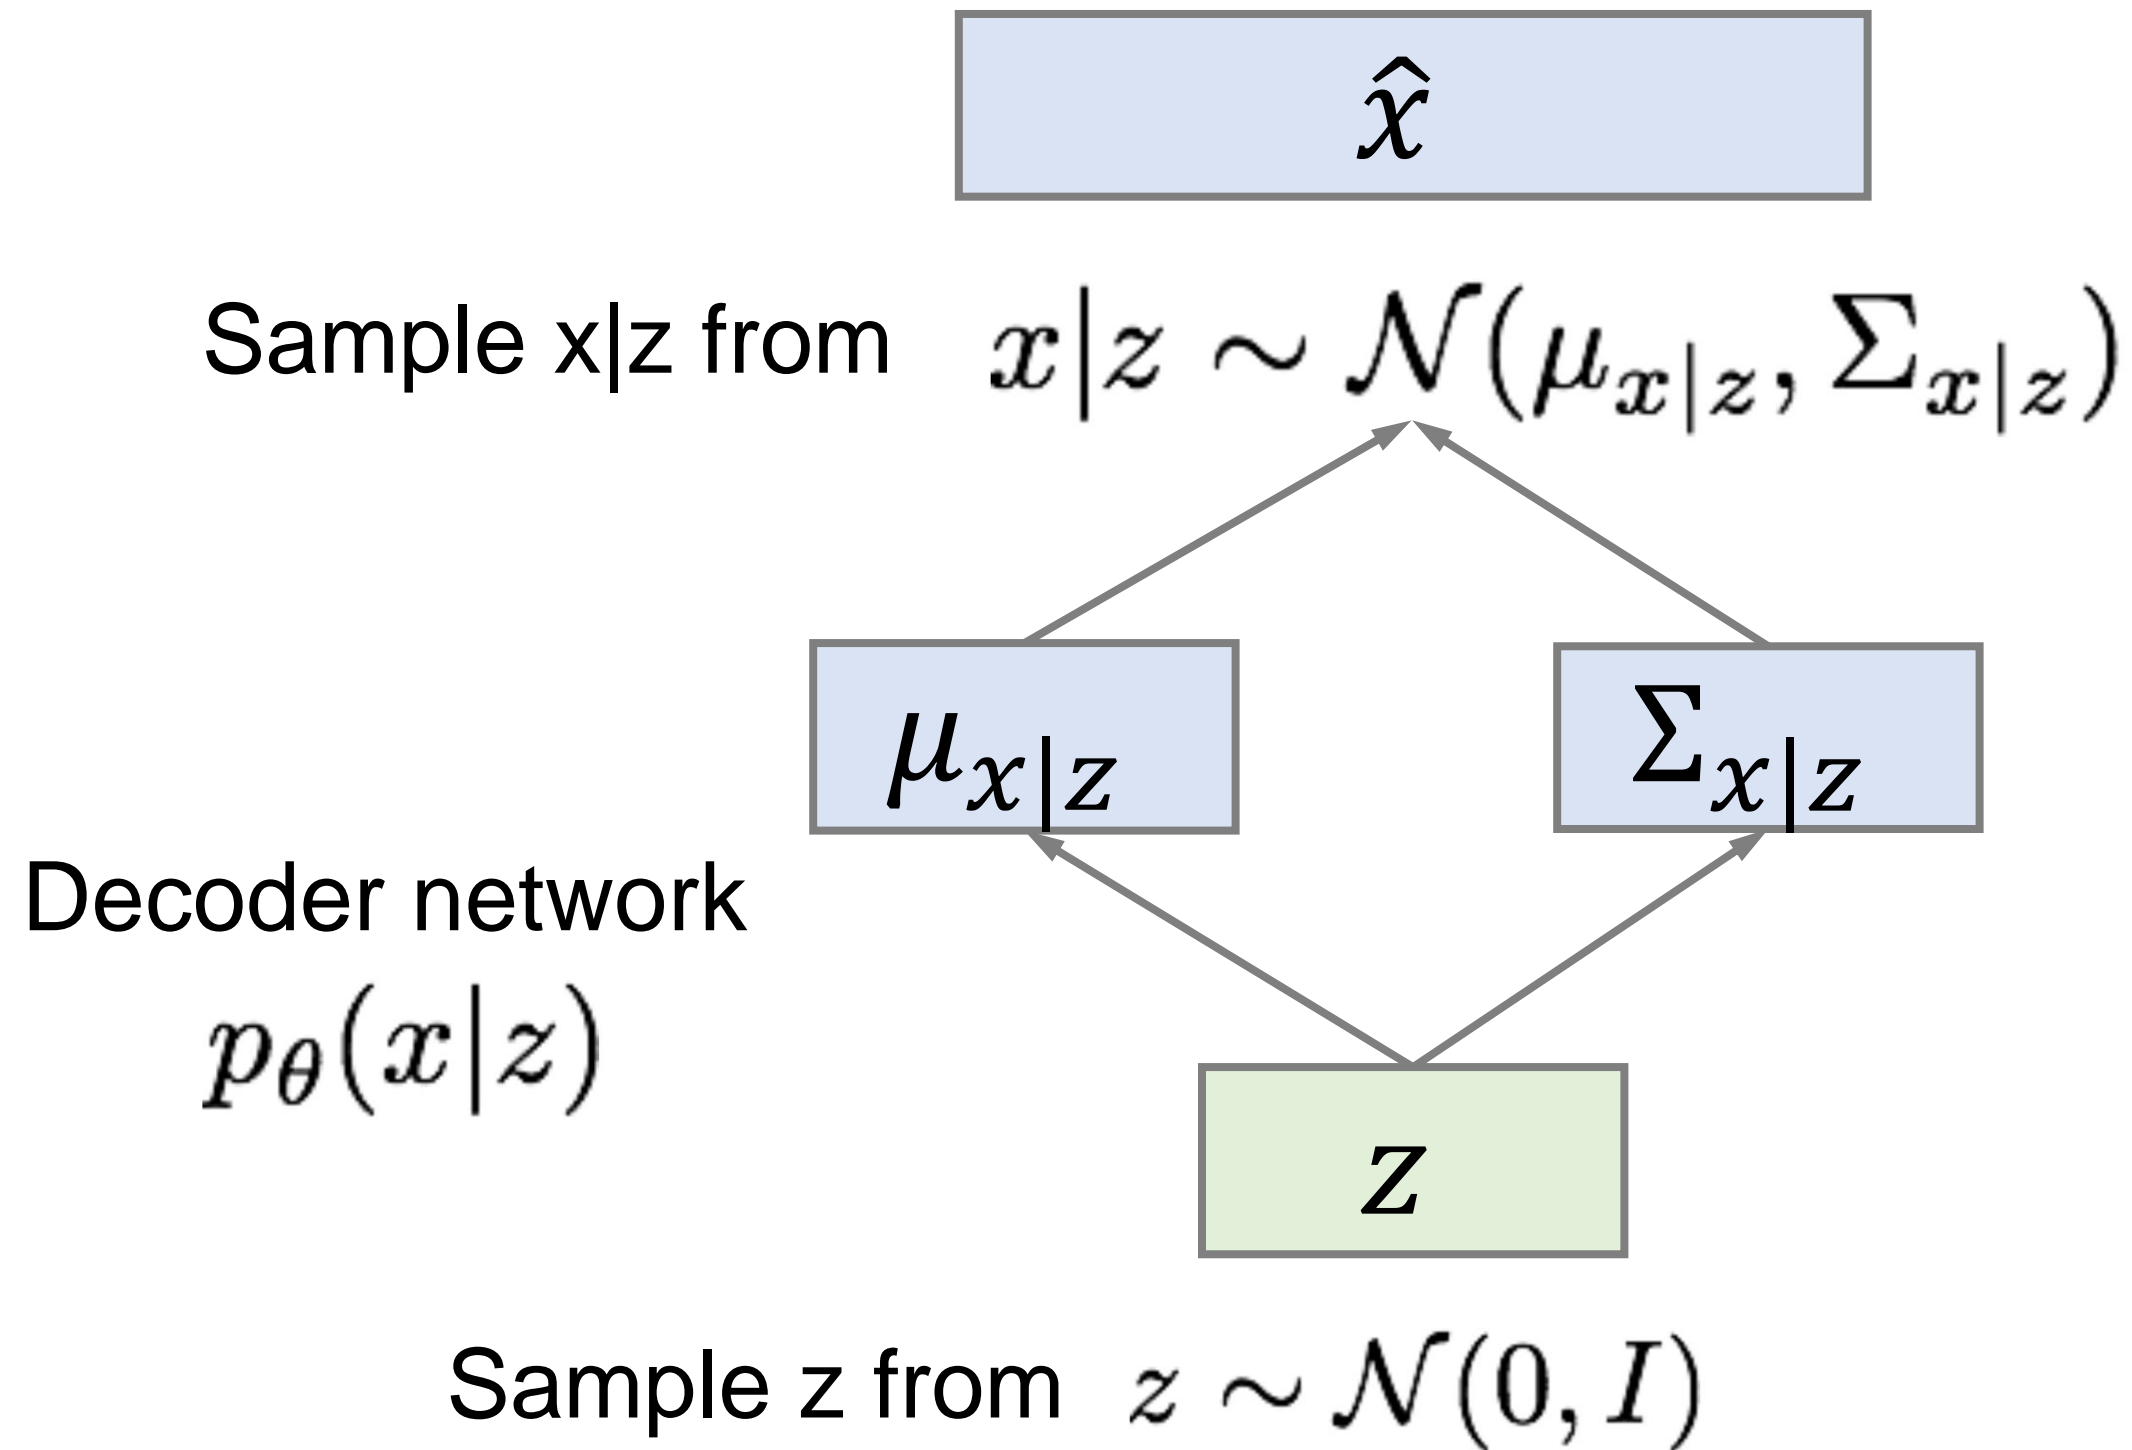 x̂
Sample x|z from x|z ∼ 𝒩(μ_{x|z}, Σ_{x|z})
μ_{x|z} Σ_{x|z}
Decoder network
p_θ(x|z)
z
Sample z from z ∼ 𝒩(0, I)